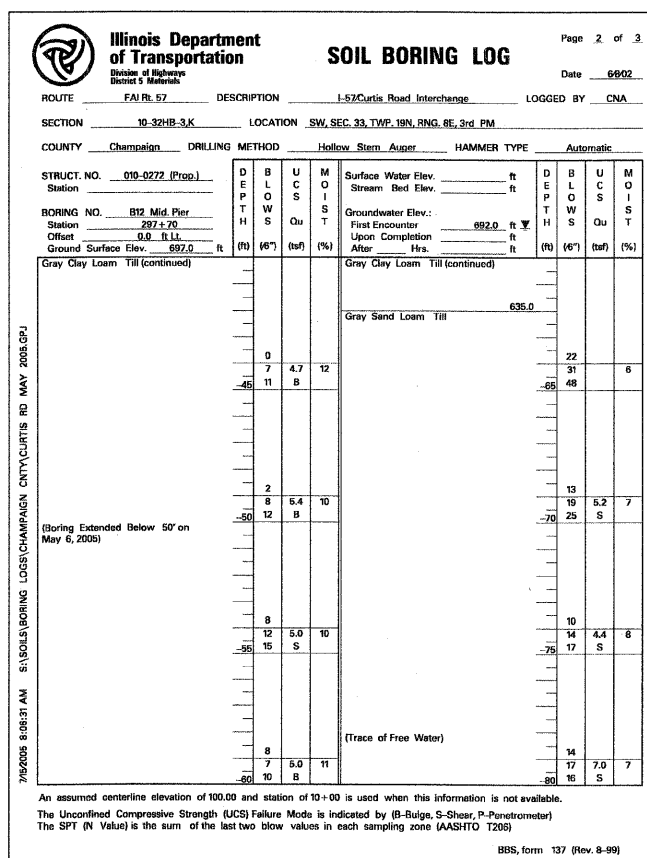 Illinois Department
of Transportation
Division of Highways
District 5 Materials
SOIL BORING LOG
Page 2 of 3
Date 6/8/02
ROUTE FAI Rt. 57 DESCRIPTION I-57/Curtis Road Interchange LOGGED BY CNA
SECTION 10-32HB-3,K LOCATION SW, SEC. 33, TWP. 19N, RNG. 8E, 3rd PM
COUNTY Champaign DRILLING METHOD Hollow Stem Auger HAMMER TYPE Automatic
STRUCT. NO. 010-0272 (Prop.)
Station
BORING NO. B12 Mid. Pier
Station 297+70
Offset 0.0 ft Lt.
Ground Surface Elev. 697.0 ft
DEPTH (ft)
BLOWS (/6")
UCS Qu (tsf)
MOIST (%)
Surface Water Elev. ft
Stream Bed Elev. ft
Groundwater Elev.:
First Encounter 692.0 ft
Upon Completion ft
After Hrs. ft
DEPTH (ft)
BLOWS (/6")
UCS Qu (tsf)
MOIST (%)
Gray Clay Loam Till (continued)
0
7 4.7 12
-45 11 B
2
8 5.4 10
-50 12 B
(Boring Extended Below 50' on
May 6, 2005)
8
12 5.0 10
-55 15 S
8
7 5.0 11
-60 10 B
Gray Clay Loam Till (continued)
635.0
Gray Sand Loam Till
22
31 6
-65 48
13
19 5.2 7
-70 25 S
10
14 4.4 8
-75 17 S
(Trace of Free Water)
14
17 7.0 7
-80 16 S
7/15/2005 8:06:31 AM S:\SOILS\BORING LOGS\CHAMPAIGN CNTY\CURTIS RD MAY 2005.GPJ
An assumed centerline elevation of 100.00 and station of 10+00 is used when this information is not available.
The Unconfined Compressive Strength (UCS) Failure Mode is indicated by (B-Bulge, S-Shear, P-Penetrometer)
The SPT (N Value) is the sum of the last two blow values in each sampling zone (AASHTO T206)
BBS, form 137 (Rev. 8-99)